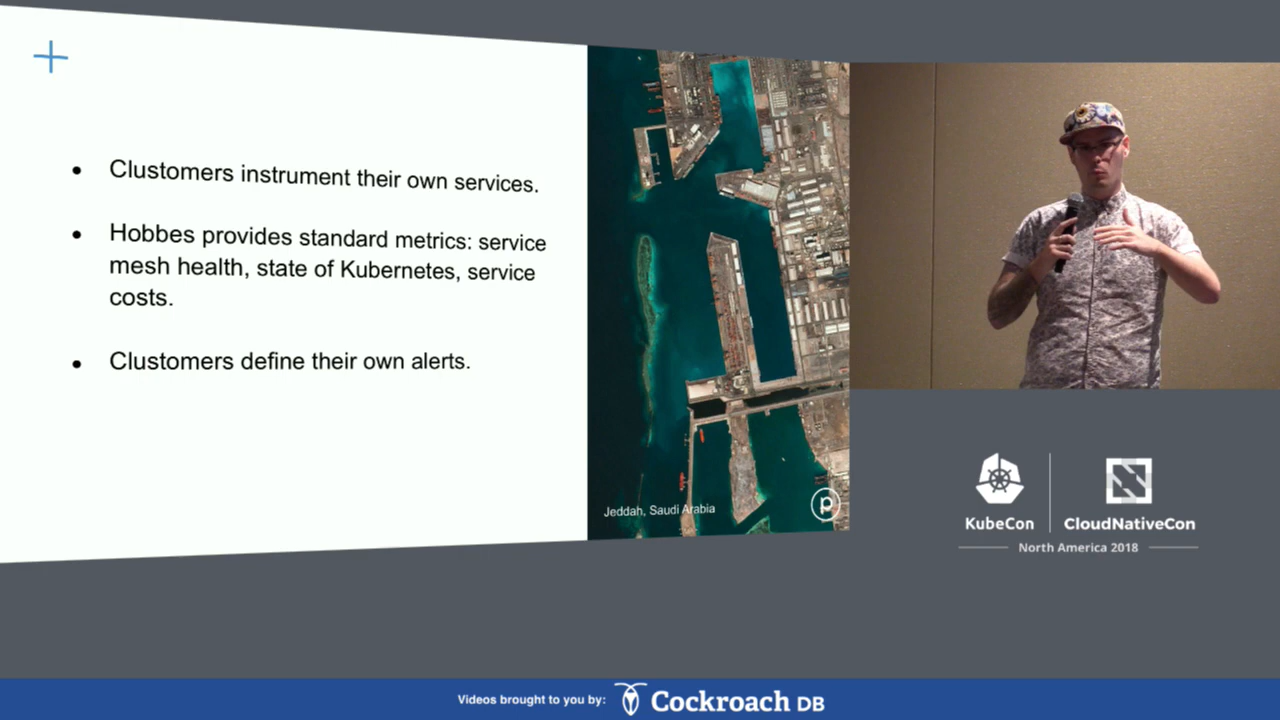 Clustomers instrument their own services.
Hobbes provides standard metrics: service
mesh health, state of Kubernetes, service
costs.
Clustomers define their own alerts.
Jeddah, Saudi Arabia
p
KubeCon
CloudNativeCon
North America 2018
Videos brought to you by: Cockroach DB